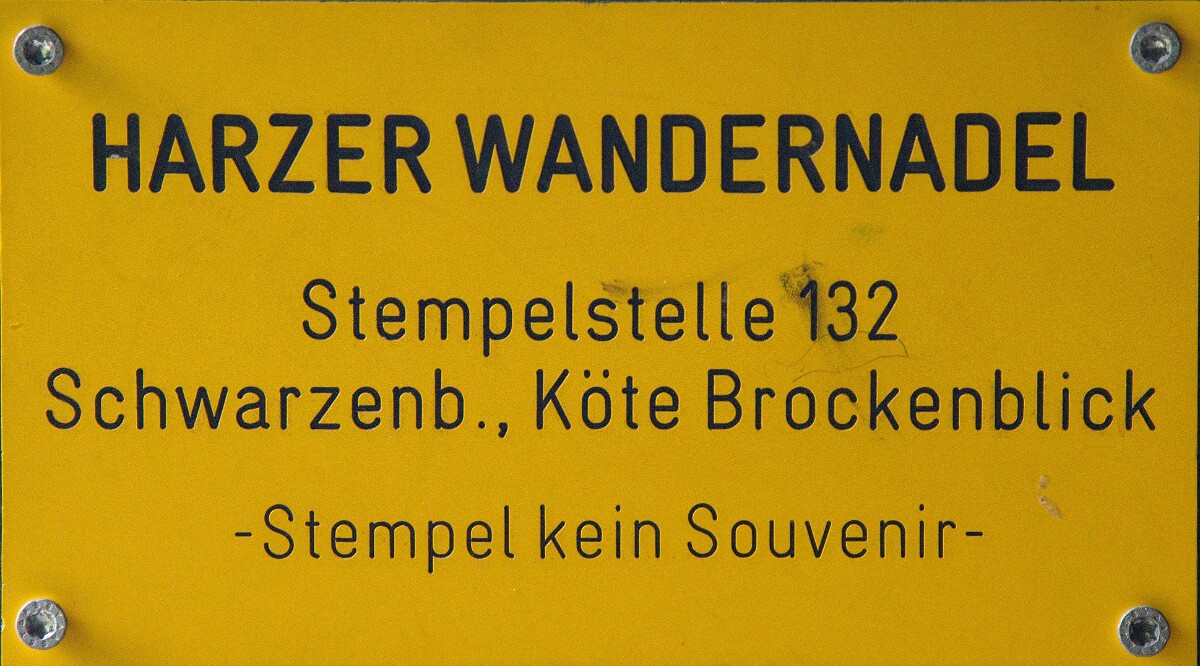 HARZER WANDERNADEL
Stempelstelle 132
Schwarzenb., Köte Brockenblick
-Stempel kein Souvenir-